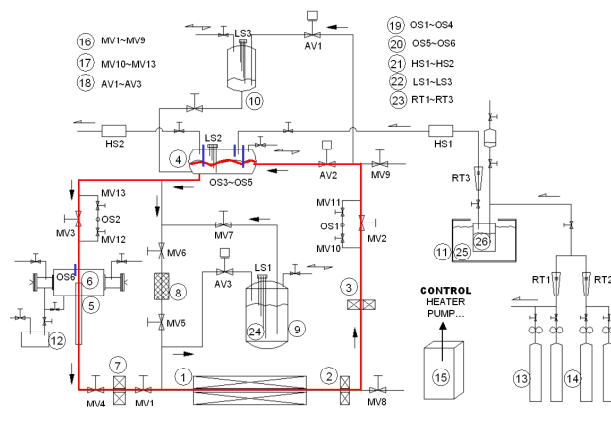 16 MV1~MV9
17 MV10~MV13
18 AV1~AV3
19 OS1~OS4
20 OS5~OS6
21 HS1~HS2
22 LS1~LS3
23 RT1~RT3
LS3
AV1
10
HS2
LS2
HS1
4
OS3~OS5
AV2
MV9
RT3
MV13
OS2
MV12
MV3
MV7
MV6
MV11
OS1
MV10
MV2
11
25
26
OS6
6
5
AV3
LS1
8
3
24
9
MV5
RT1
RT2
CONTROL
HEATER
PUMP...
12
7
1
2
15
13
14
MV4
MV1
MV8